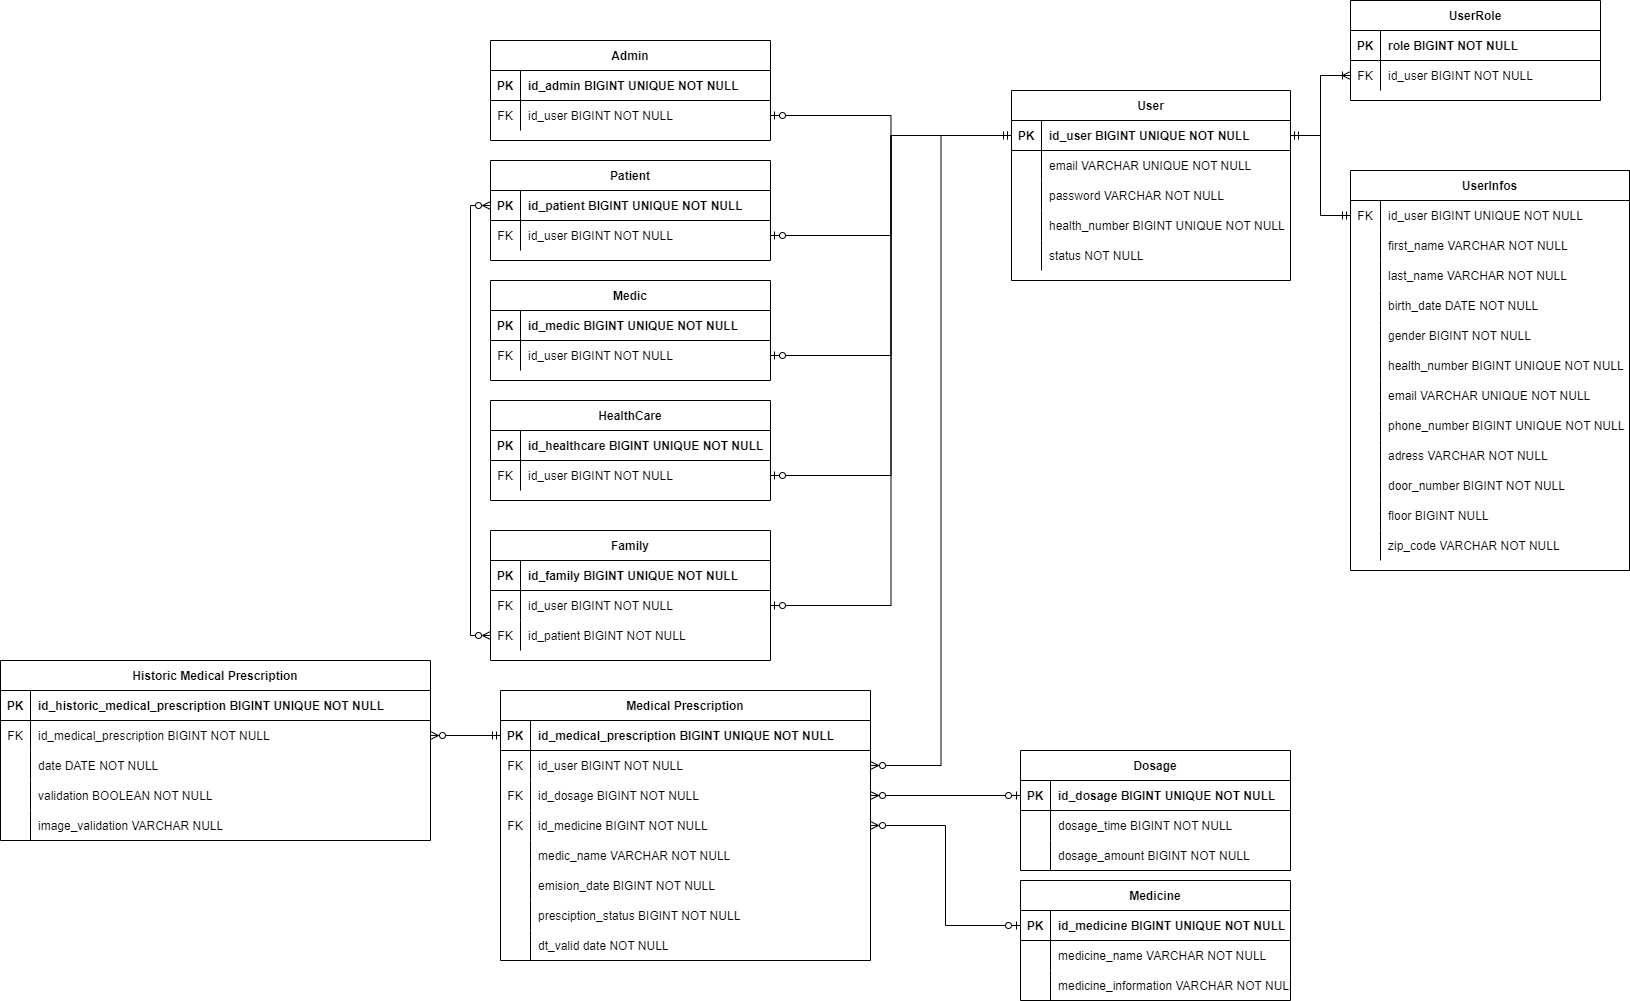 UserRole
PK role BIGINT NOT NULL
FK id_user BIGINT NOT NULL
Admin
PK id_admin BIGINT UNIQUE NOT NULL
FK id_user BIGINT NOT NULL
User
PK id_user BIGINT UNIQUE NOT NULL
email VARCHAR UNIQUE NOT NULL
password VARCHAR NOT NULL
health_number BIGINT UNIQUE NOT NULL
status NOT NULL
Patient
PK id_patient BIGINT UNIQUE NOT NULL
FK id_user BIGINT NOT NULL
UserInfos
FK id_user BIGINT UNIQUE NOT NULL
first_name VARCHAR NOT NULL
last_name VARCHAR NOT NULL
birth_date DATE NOT NULL
gender BIGINT NOT NULL
health_number BIGINT UNIQUE NOT NULL
email VARCHAR UNIQUE NOT NULL
phone_number BIGINT UNIQUE NOT NULL
adress VARCHAR NOT NULL
door_number BIGINT NOT NULL
floor BIGINT NULL
zip_code VARCHAR NOT NULL
Medic
PK id_medic BIGINT UNIQUE NOT NULL
FK id_user BIGINT NOT NULL
HealthCare
PK id_healthcare BIGINT UNIQUE NOT NULL
FK id_user BIGINT NOT NULL
Family
PK id_family BIGINT UNIQUE NOT NULL
FK id_user BIGINT NOT NULL
FK id_patient BIGINT NOT NULL
Historic Medical Prescription
PK id_historic_medical_prescription BIGINT UNIQUE NOT NULL
FK id_medical_prescription BIGINT NOT NULL
date DATE NOT NULL
validation BOOLEAN NOT NULL
image_validation VARCHAR NULL
Medical Prescription
PK id_medical_prescription BIGINT UNIQUE NOT NULL
FK id_user BIGINT NOT NULL
FK id_dosage BIGINT NOT NULL
FK id_medicine BIGINT NOT NULL
medic_name VARCHAR NOT NULL
emision_date BIGINT NOT NULL
presciption_status BIGINT NOT NULL
dt_valid date NOT NULL
Dosage
PK id_dosage BIGINT UNIQUE NOT NULL
dosage_time BIGINT NOT NULL
dosage_amount BIGINT NOT NULL
Medicine
PK id_medicine BIGINT UNIQUE NOT NULL
medicine_name VARCHAR NOT NULL
medicine_information VARCHAR NOT NUL